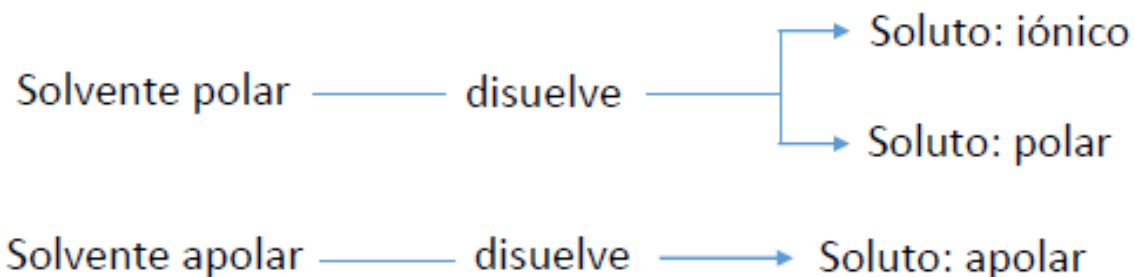 Soluto: iónico
Solvente polar disuelve
Soluto: polar
Solvente apolar disuelve Soluto: apolar